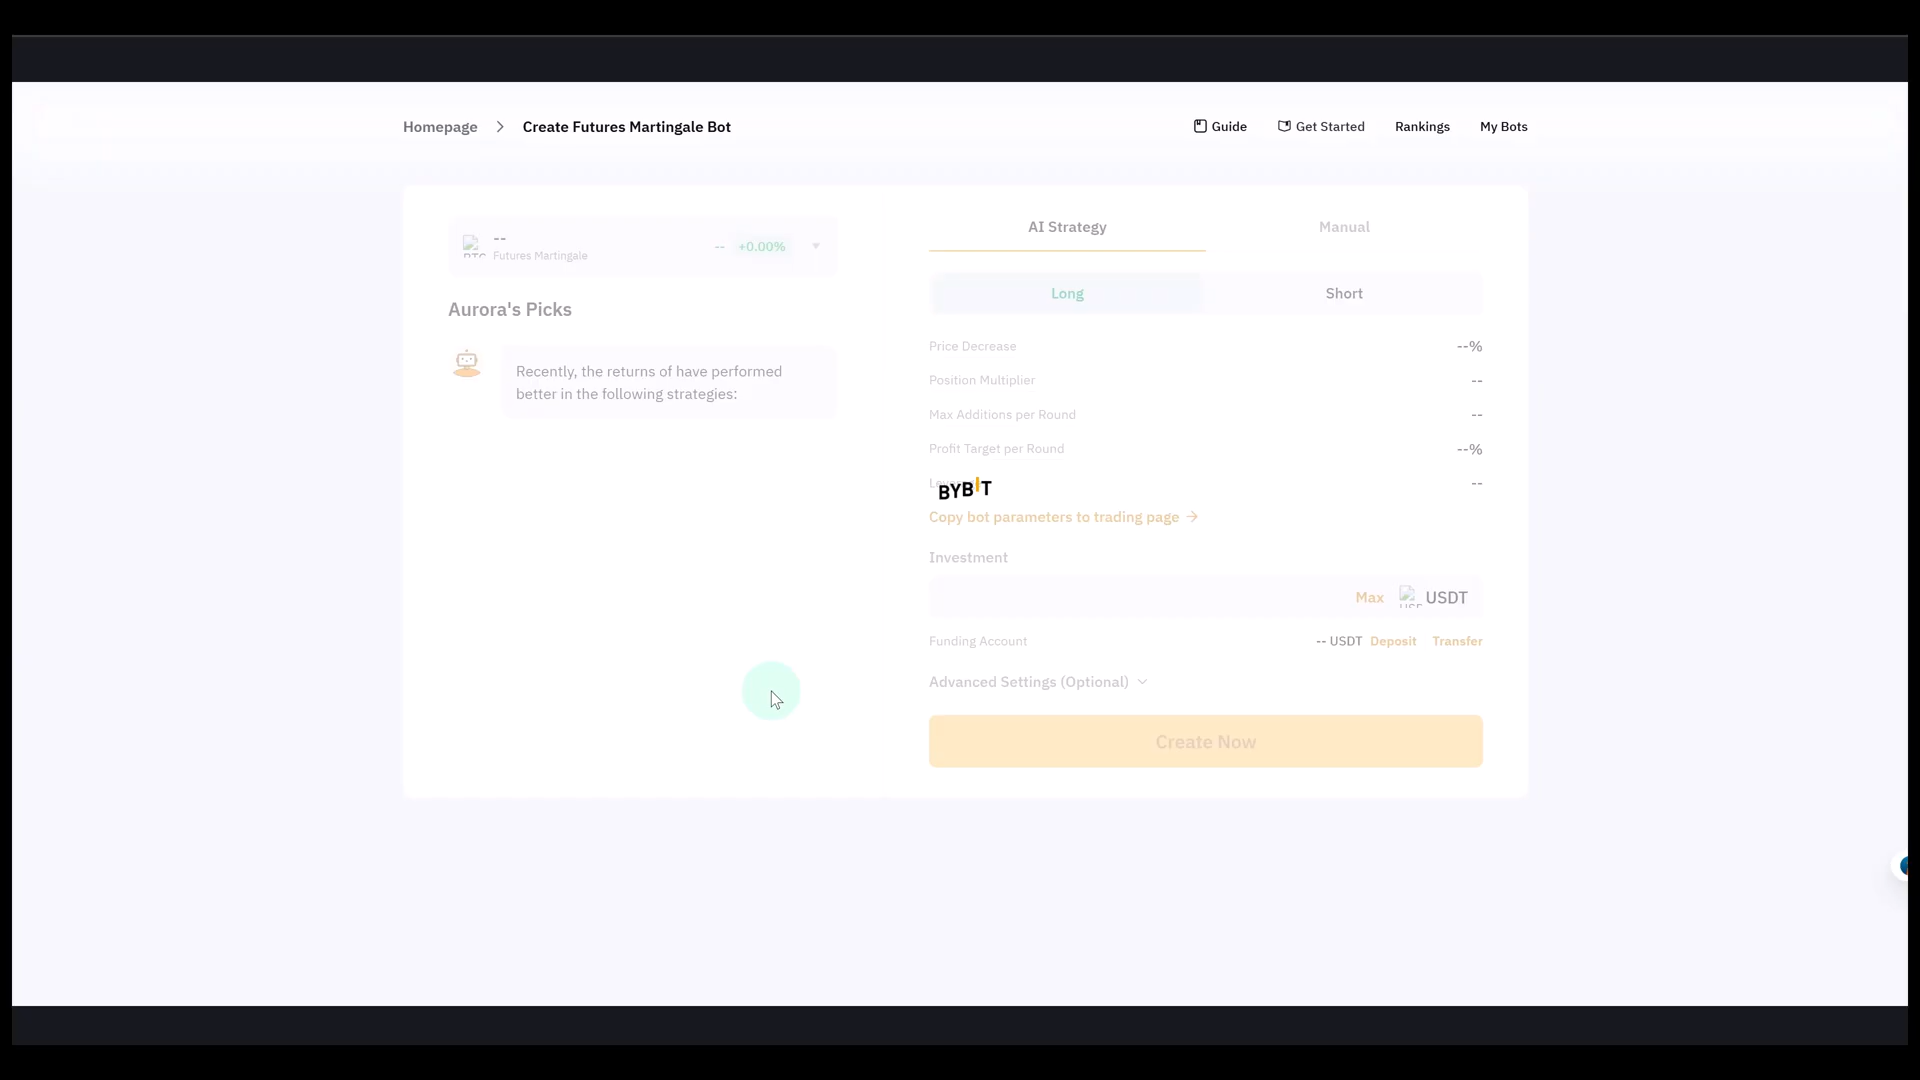 Homepage > Create Futures Martingale Bot
Guide Get Started Rankings My Bots
--
Futures Martingale
-- +0.00%
Aurora's Picks
Recently, the returns of have performed
better in the following strategies:
AI Strategy Manual
Long Short
Price Decrease --%
Position Multiplier --
Max Additions per Round --
Profit Target per Round --%
--
BYBIT
Copy bot parameters to trading page →
Investment
Max USDT
Funding Account -- USDT Deposit Transfer
Advanced Settings (Optional)
Create Now